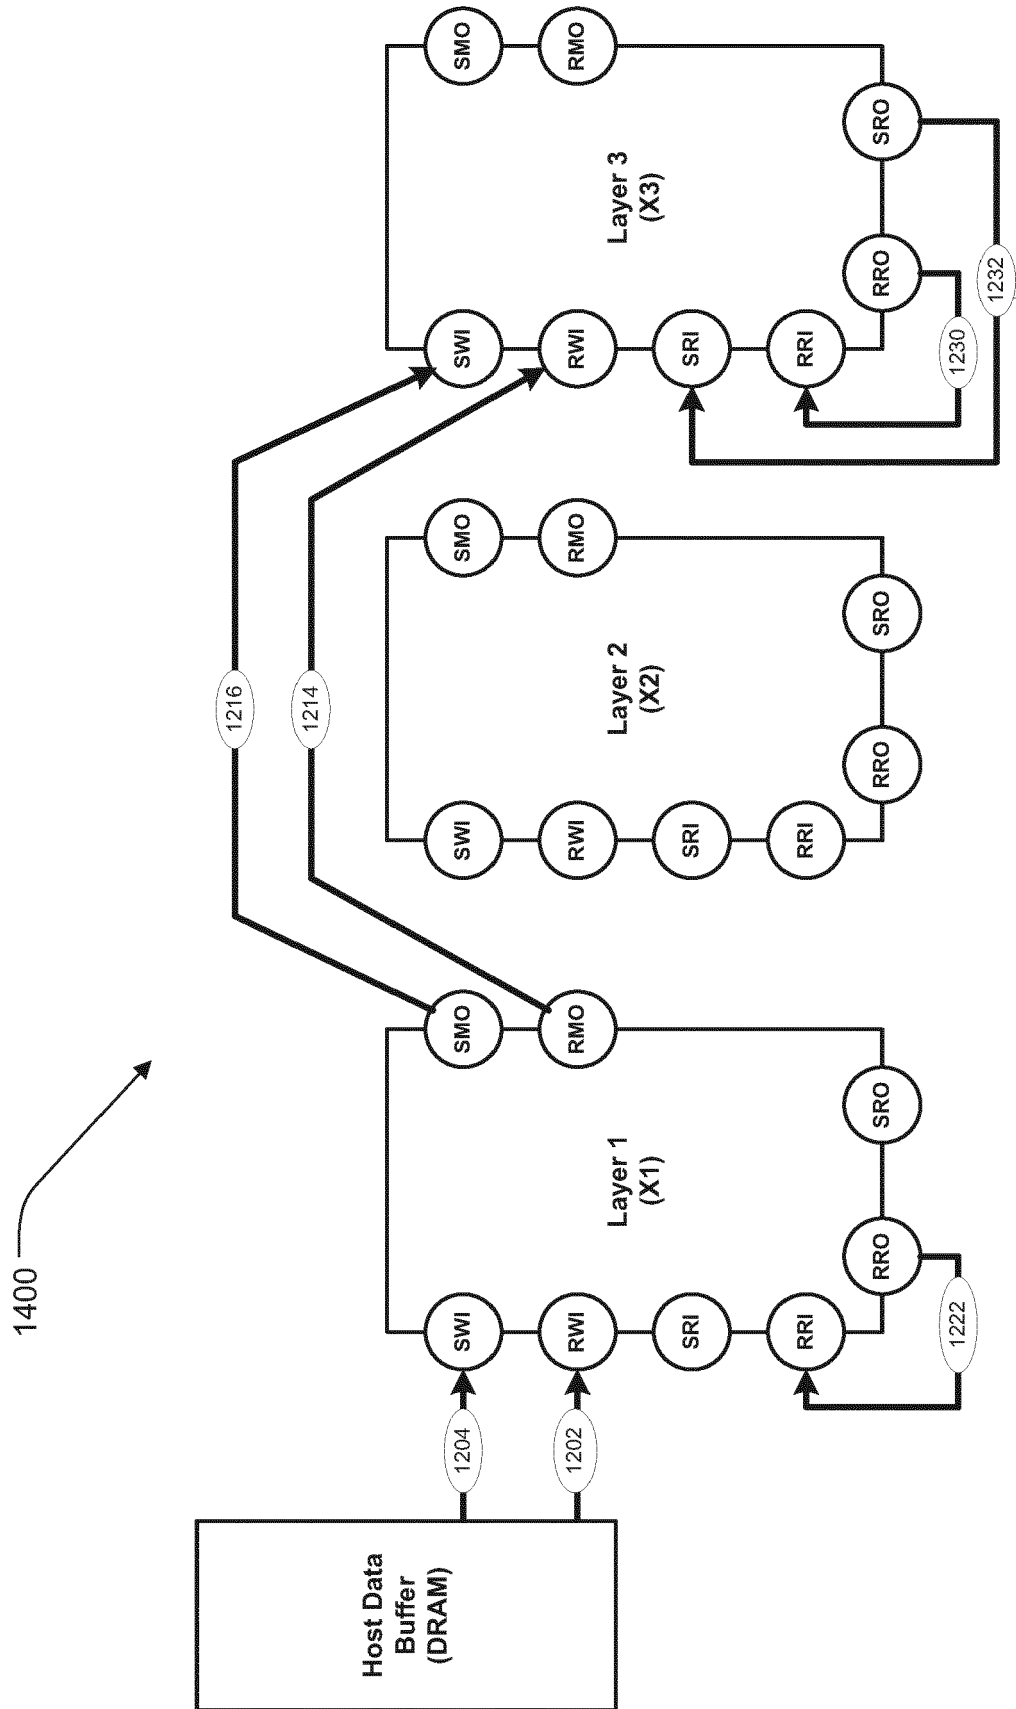 1400
Host Data
Buffer
(DRAM)
1204
1202
SWI
RWI
SRI
RRI
Layer 1
(X1)
SMO
RMO
RRO
SRO
1222
1216
1214
SWI
RWI
SRI
RRI
Layer 2
(X2)
SMO
RMO
RRO
SRO
SWI
RWI
SRI
RRI
Layer 3
(X3)
SMO
RMO
RRO
SRO
1230
1232